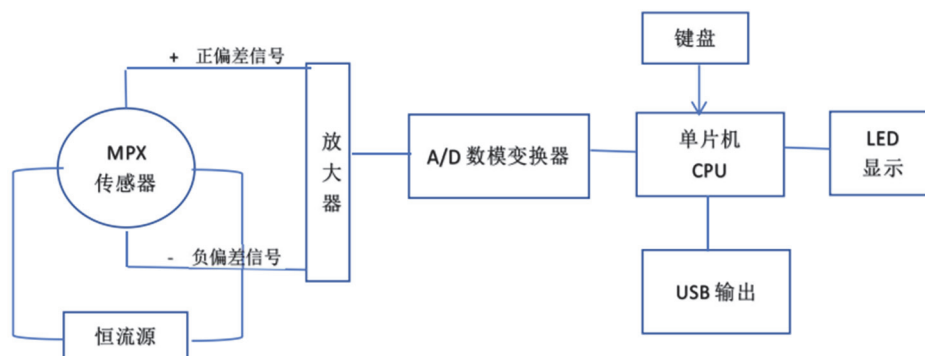 键盘
+ 正偏差信号
MPX
传感器
放
大
器
A/D 数模变换器
单片机
CPU
LED
显示
- 负偏差信号
USB 输出
恒流源